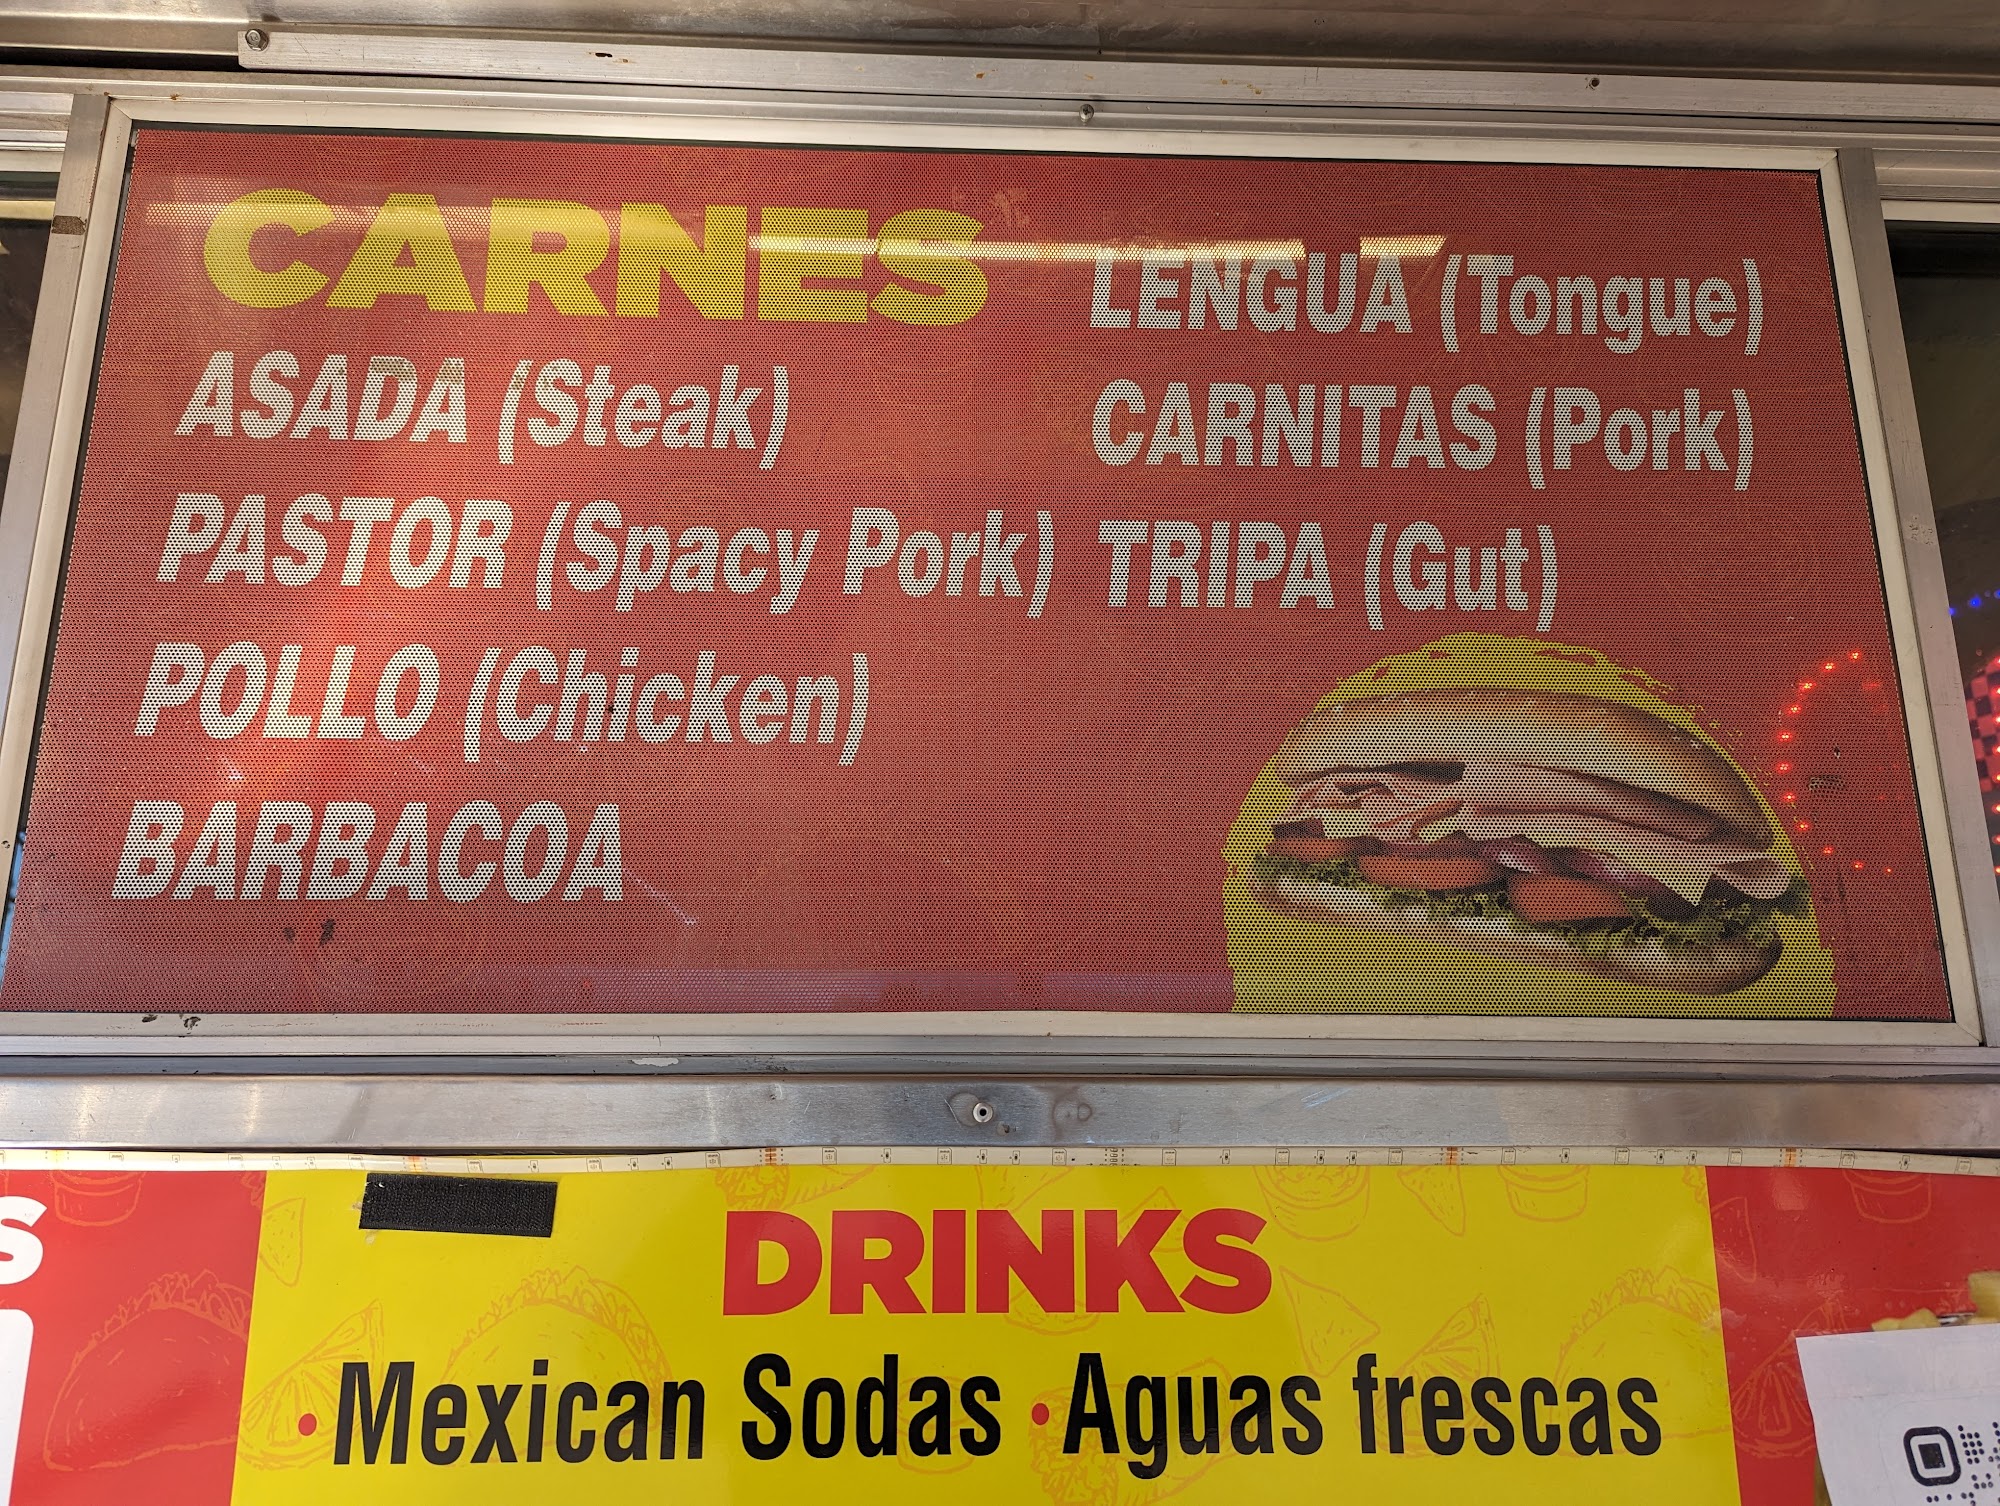 CARNES
ASADA (Steak)
PASTOR (Spacy Pork)
POLLO (Chicken)
BARBACOA
LENGUA (Tongue)
CARNITAS (Pork)
TRIPA (Gut)
S
DRINKS
• Mexican Sodas • Aguas frescas